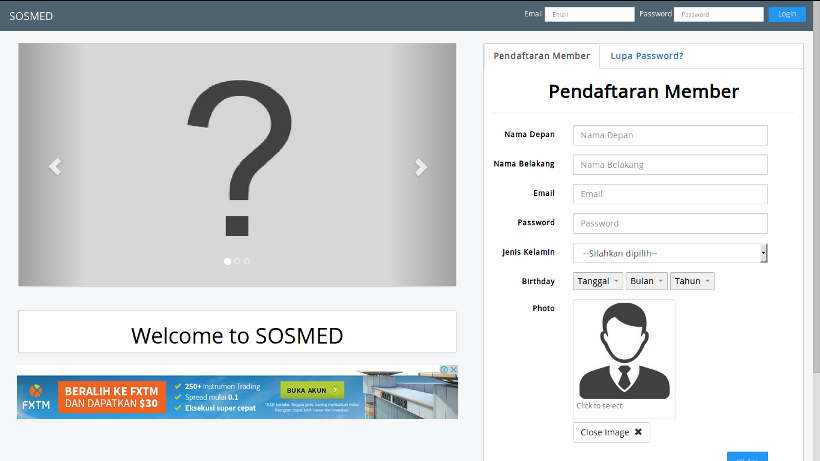 SOSMED
Email Email Password Password Login
?
Pendaftaran Member Lupa Password?
Pendaftaran Member
Nama Depan Nama Depan
Nama Belakang Nama Belakang
Email Email
Password Password
Jenis Kelamin --Silahkan dipilih--
Birthday Tanggal Bulan Tahun
Photo
Click to select
Close Image
Welcome to SOSMED
FXTM
BERALIH KE FXTM
DAN DAPATKAN $30
250+ Instrumen Trading
Spread mulai 0.1
Eksekusi super cepat
BUKA AKUN